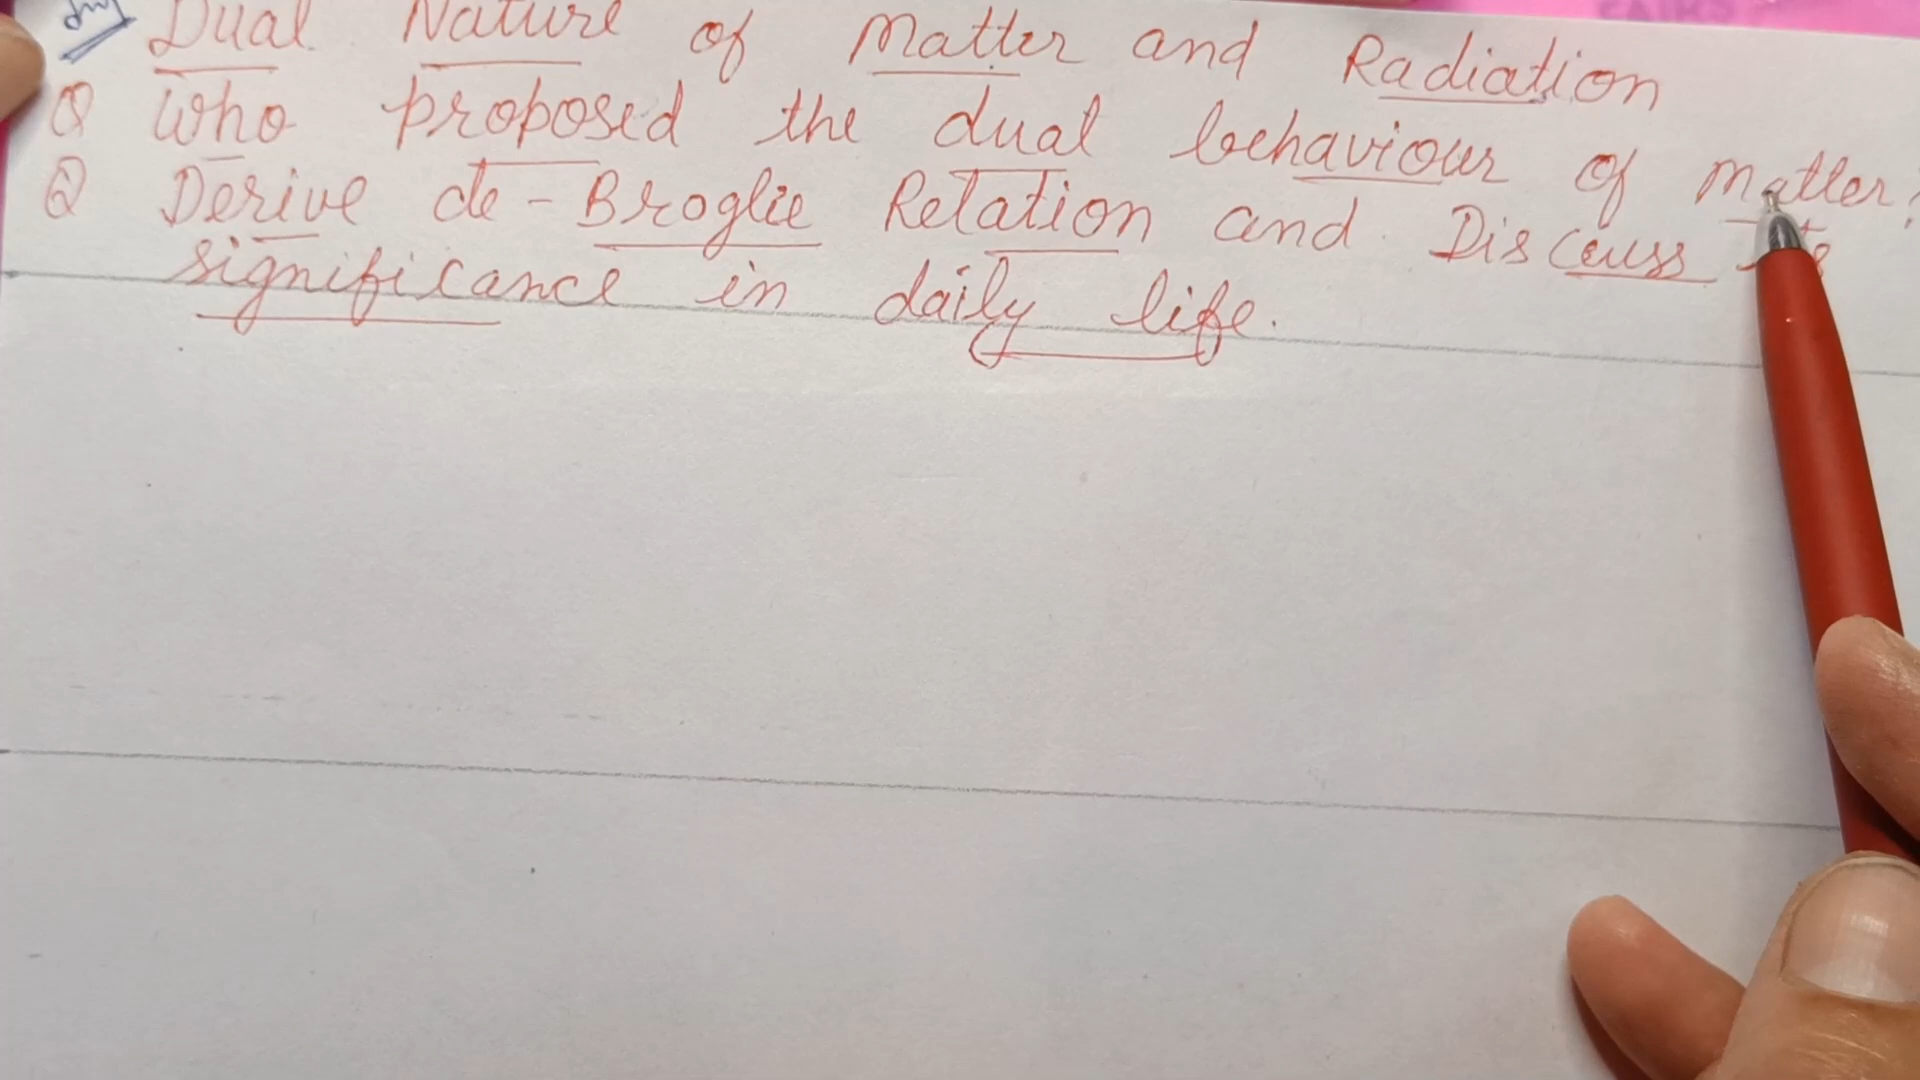 Imp Dual Nature of Matter and Radiation
Q Who proposed the dual behaviour of Matter?
Q Derive de-Broglie Relation and Discuss its
significance in daily life.